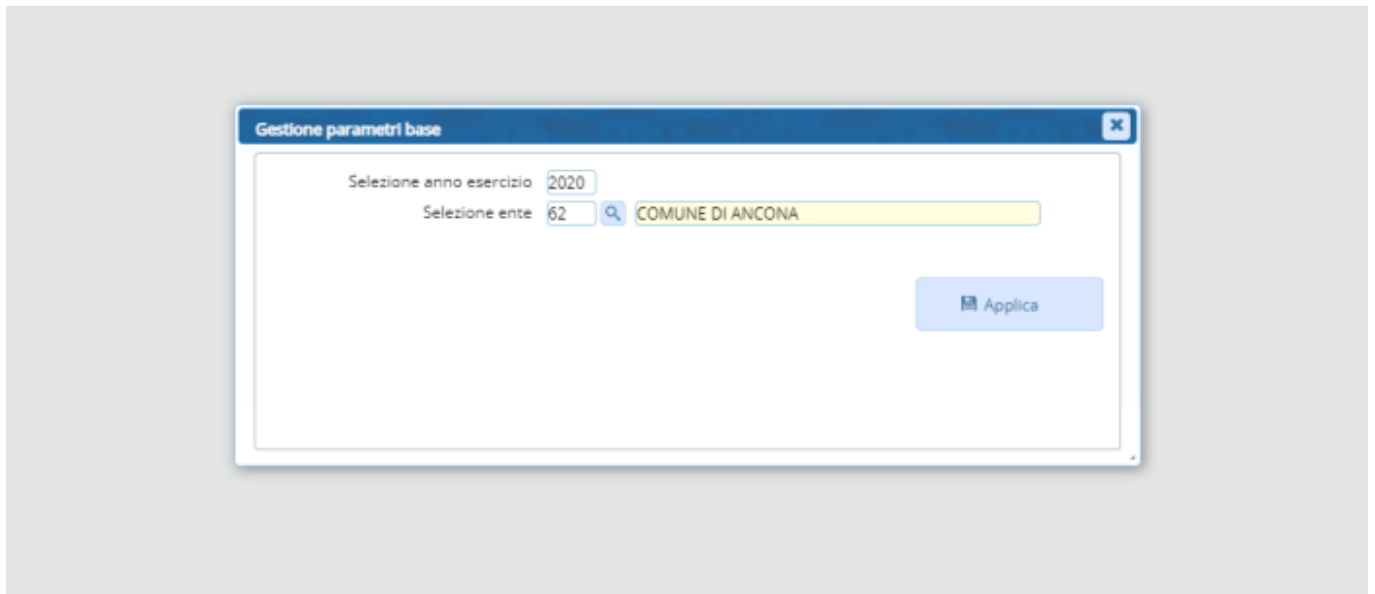 Gestione parametri base
Selezione anno esercizio 2020
Selezione ente 62 COMUNE DI ANCONA
Applica